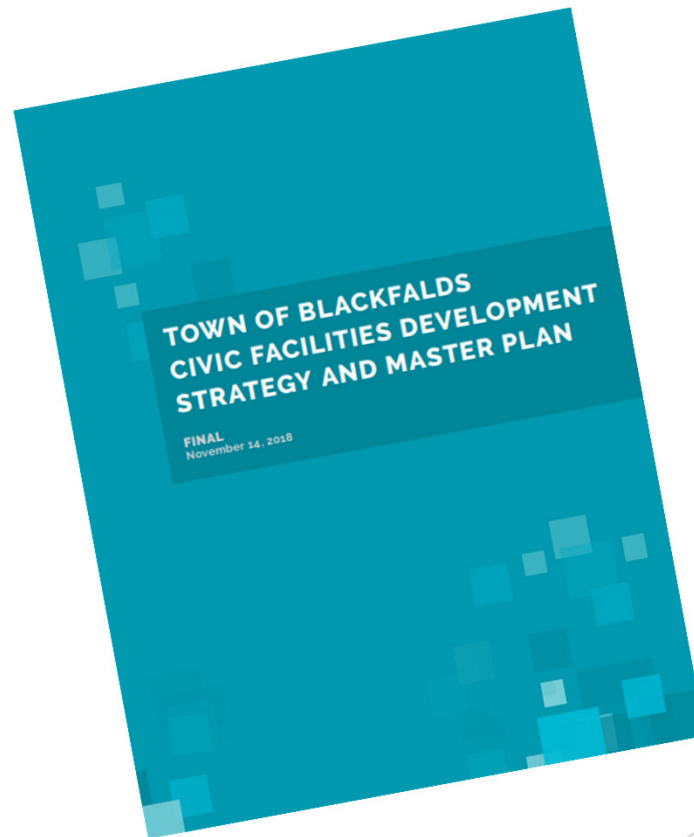 TOWN OF BLACKFALDS
CIVIC FACILITIES DEVELOPMENT
STRATEGY AND MASTER PLAN
FINAL
November 14, 2018